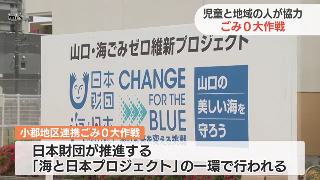 児童と地域の人が協力
ごみ0大作戦
山口・海ごみゼロ維新プロジェクト
日本
財団
CHANGE
FOR THE
BLUE
山口の
美しい海を
守ろう
小郡地区連携ごみ0大作戦
日本財団が推進する
「海と日本プロジェクト」の一環で行われる